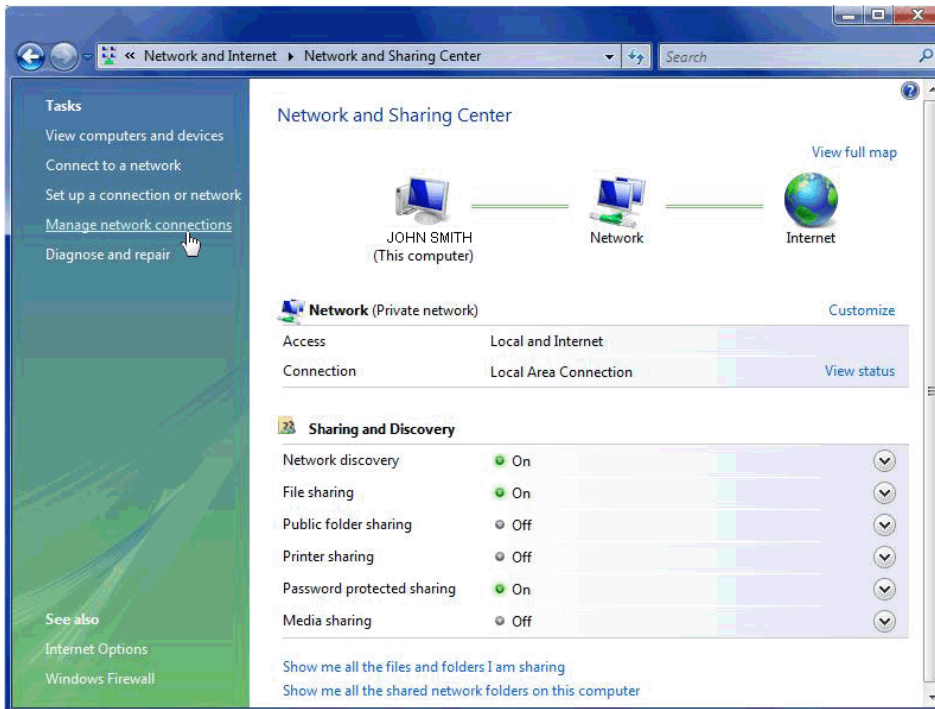 « Network and Internet ▸ Network and Sharing Center
Search
Tasks
View computers and devices
Connect to a network
Set up a connection or network
Manage network connections
Diagnose and repair
See also
Internet Options
Windows Firewall
Network and Sharing Center
View full map
JOHN SMITH
(This computer)
Network
Internet
Network (Private network)
Customize
Access Local and Internet
Connection Local Area Connection View status
Sharing and Discovery
Network discovery On
File sharing On
Public folder sharing Off
Printer sharing Off
Password protected sharing On
Media sharing Off
Show me all the files and folders I am sharing
Show me all the shared network folders on this computer